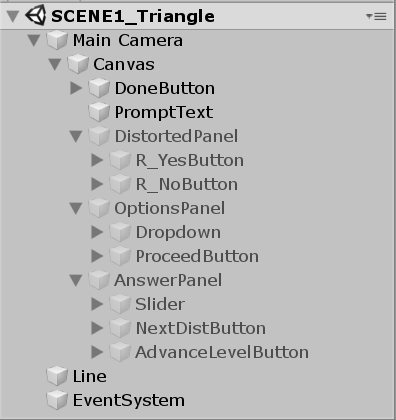 SCENE1_Triangle
Main Camera
Canvas
DoneButton
PromptText
DistortedPanel
R_YesButton
R_NoButton
OptionsPanel
Dropdown
ProceedButton
AnswerPanel
Slider
NextDistButton
AdvanceLevelButton
Line
EventSystem